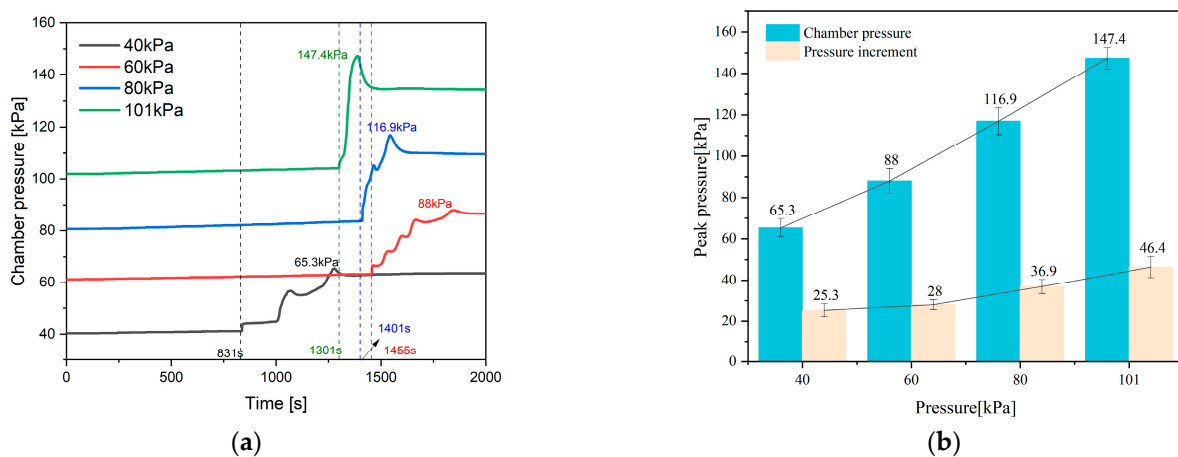 160
140
120
100
80
60
40
Chamber pressure [kPa]
40kPa
60kPa
80kPa
101kPa
147.4kPa
116.9kPa
88kPa
65.3kPa
831s
1301s
1401s
1455s
0
500
1000
1500
2000
Time [s]
(a)
160
140
120
100
80
60
40
20
0
Peak pressure[kPa]
Chamber pressure
Pressure increment
65.3
88
116.9
147.4
25.3
28
36.9
46.4
40
60
80
101
Pressure[kPa]
(b)